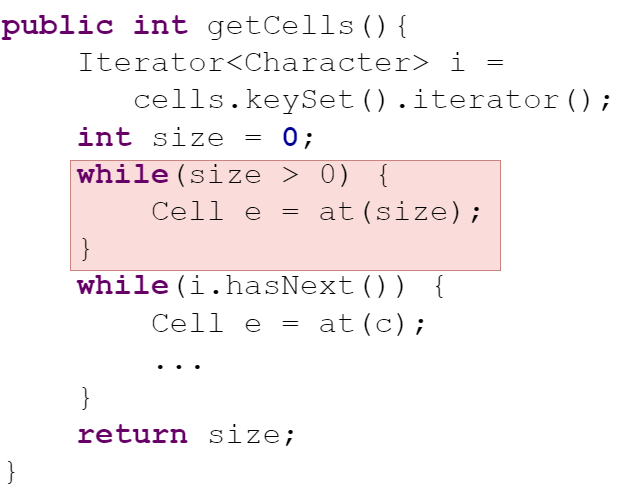 public int getCells(){
Iterator<Character> i =
cells.keySet().iterator();
int size = 0;
while(size > 0) {
Cell e = at(size);
}
while(i.hasNext()) {
Cell e = at(c);
...
}
return size;
}